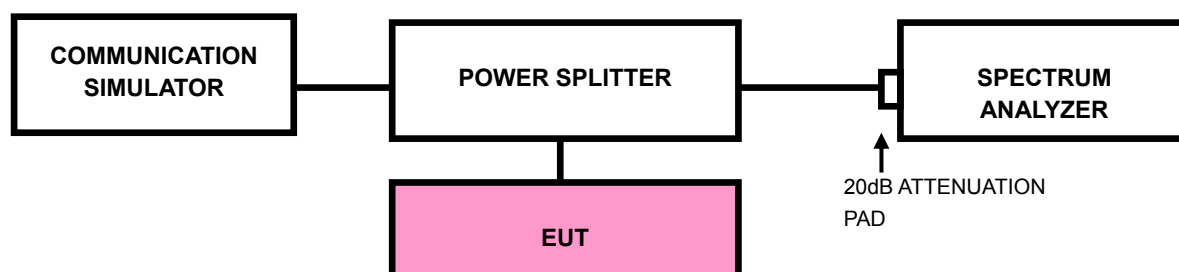 COMMUNICATION
SIMULATOR
POWER SPLITTER
SPECTRUM
ANALYZER
20dB ATTENUATION
PAD
EUT